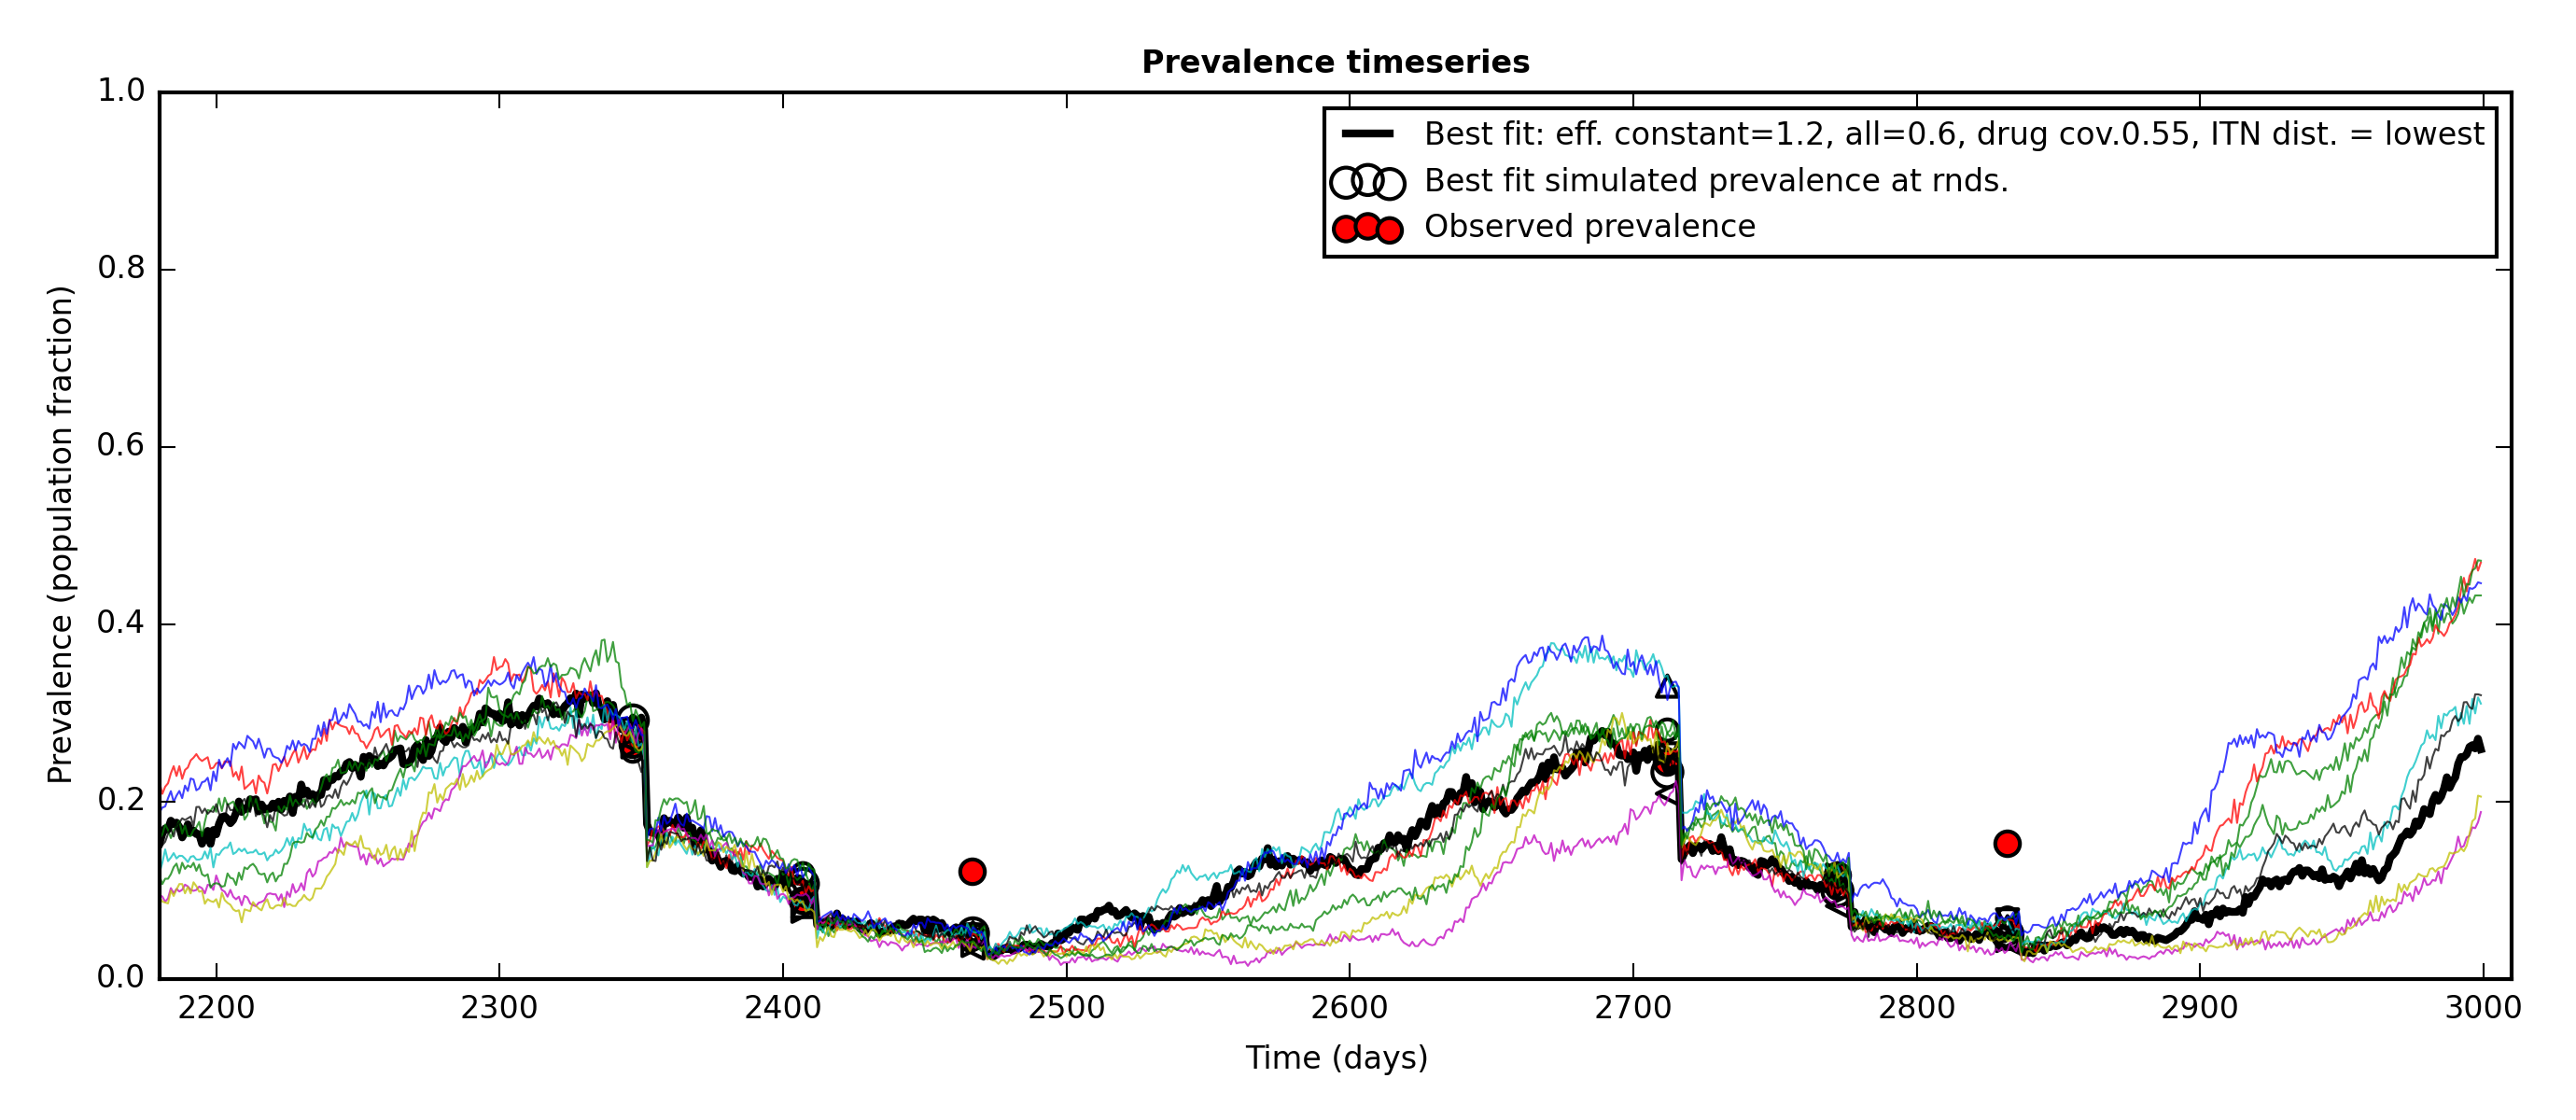 Prevalence timeseries
1.0
0.8
0.6
0.4
0.2
0.0
Prevalence (population fraction)
Best fit: eff. constant=1.2, all=0.6, drug cov.0.55, ITN dist. = lowest
Best fit simulated prevalence at rnds.
Observed prevalence
2200 2300 2400 2500 2600 2700 2800 2900 3000
Time (days)